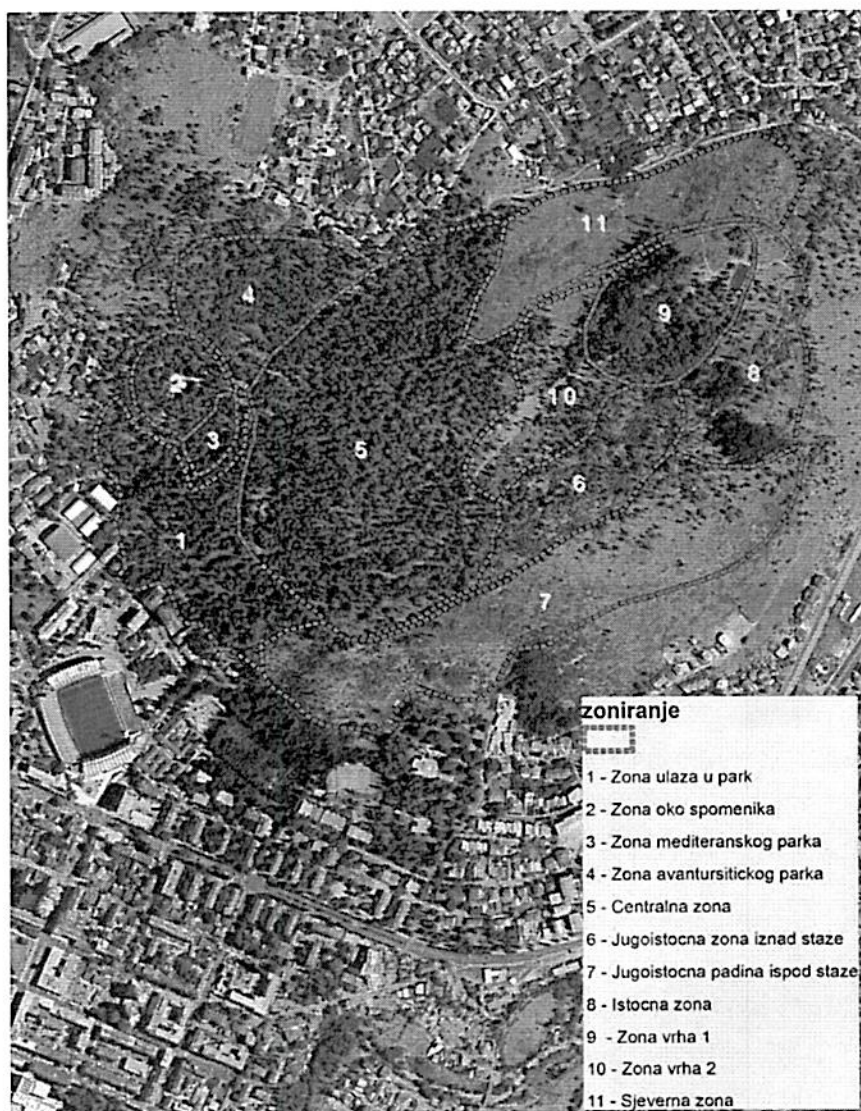 11
4
9
2
8
10
3
5
6
1
7
zoniranje
1 - Zona ulaza u park
2 - Zona oko spomenika
3 - Zona mediteranskog parka
4 - Zona avantursitickog parka
5 - Centralna zona
6 - Jugoistocna zona iznad staze
7 - Jugoistocna padina ispod staze
8 - Istocna zona
9 - Zona vrha 1
10 - Zona vrha 2
11 - Sjeverna zona